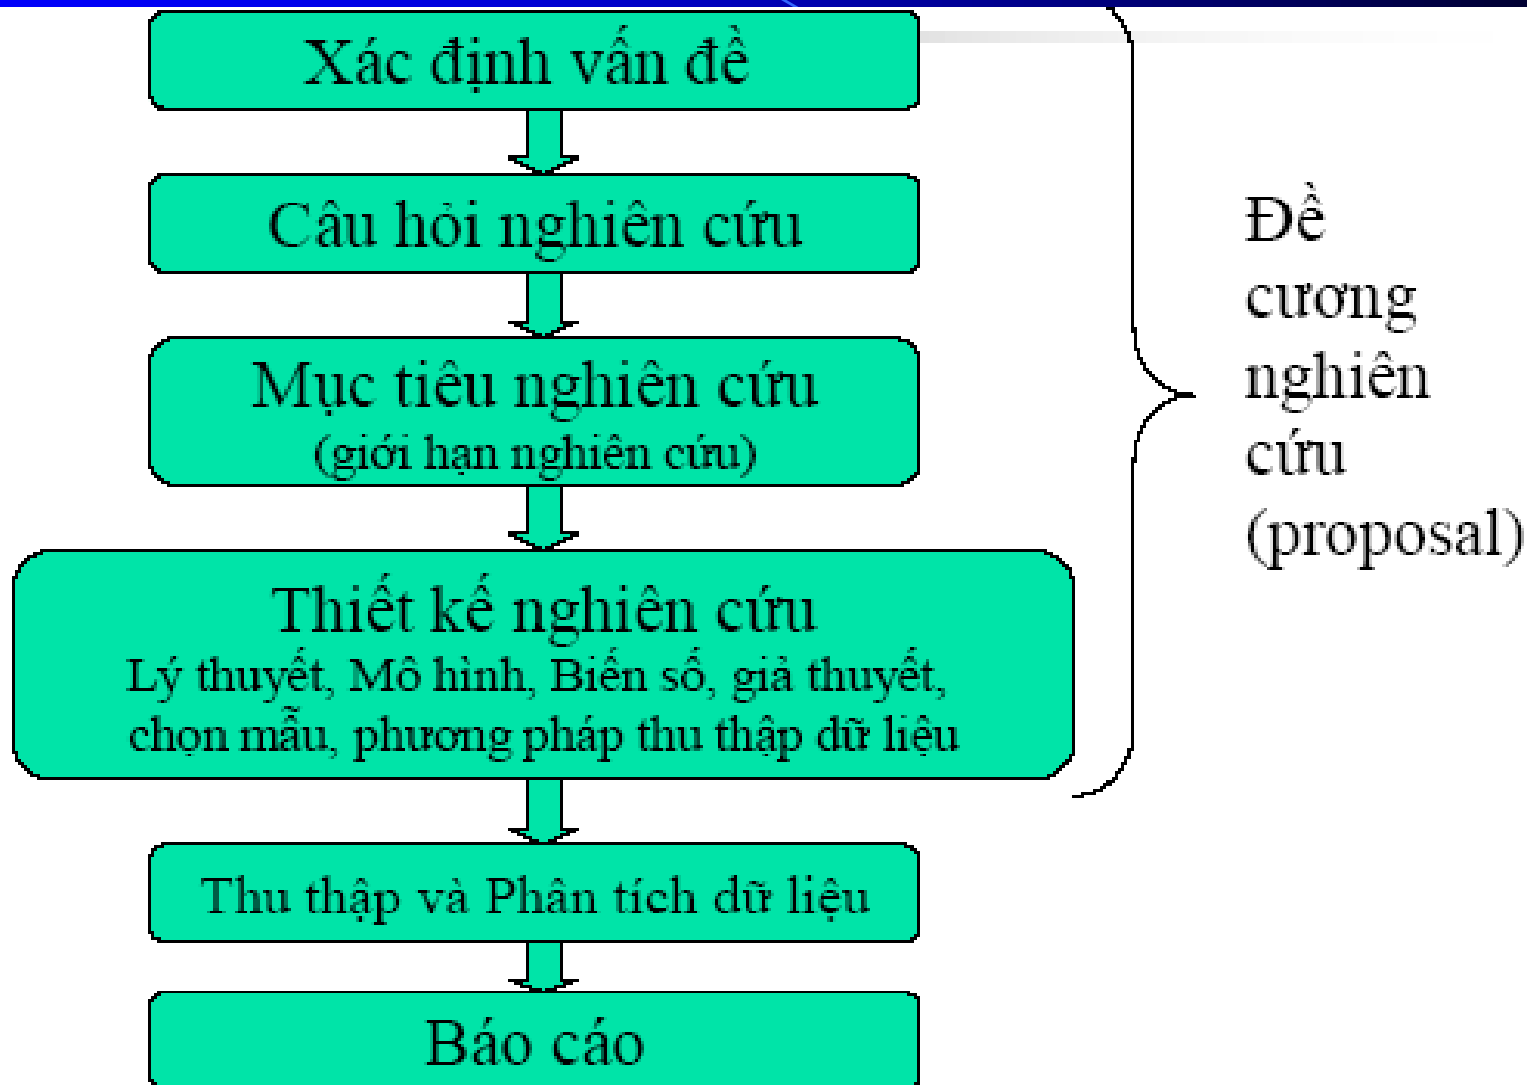 Xác định vấn đề
Câu hỏi nghiên cứu
Mục tiêu nghiên cứu
(giới hạn nghiên cứu)
Thiết kế nghiên cứu
Lý thuyết, Mô hình, Biến số, giả thuyết,
chọn mẫu, phương pháp thu thập dữ liệu
Thu thập và Phân tích dữ liệu
Báo cáo
Đề
cương
nghiên
cứu
(proposal)